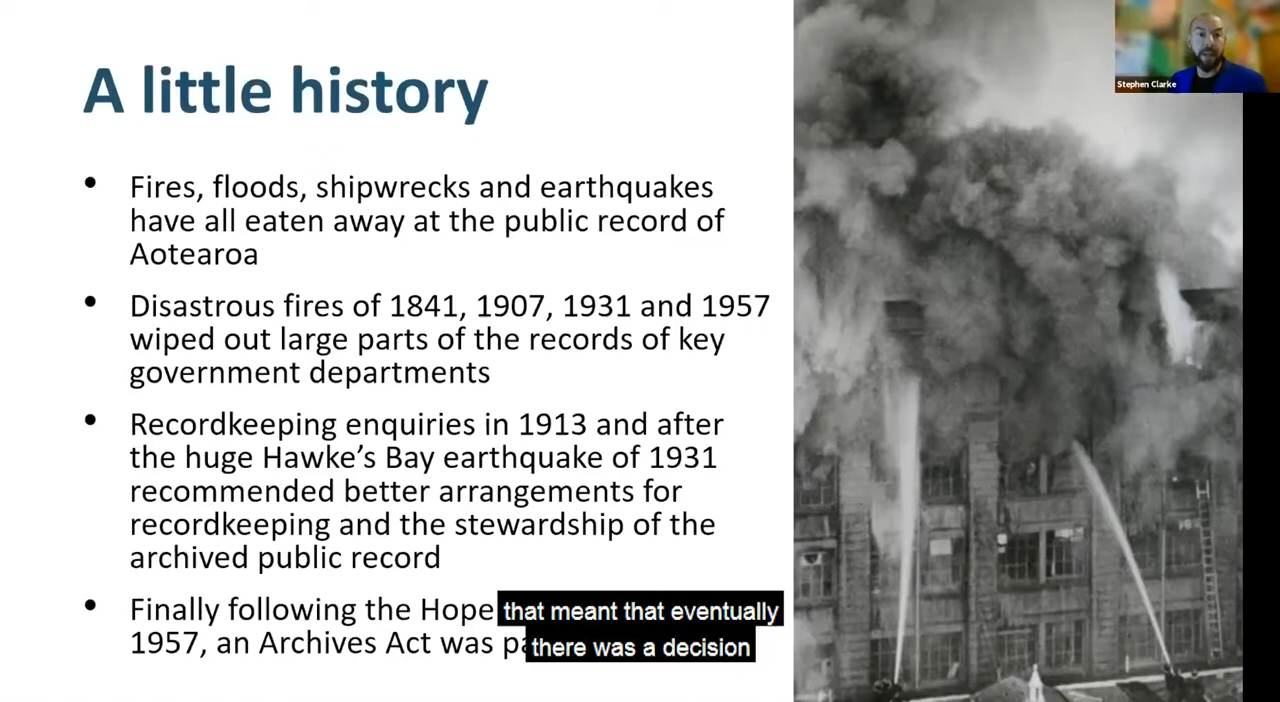 Stephen Clarke
A little history
• Fires, floods, shipwrecks and earthquakes
have all eaten away at the public record of
Aotearoa
• Disastrous fires of 1841, 1907, 1931 and 1957
wiped out large parts of the records of key
government departments
• Recordkeeping enquiries in 1913 and after
the huge Hawke’s Bay earthquake of 1931
recommended better arrangements for
recordkeeping and the stewardship of the
archived public record
• Finally following the Hope
1957, an Archives Act was
that meant that eventually
there was a decision